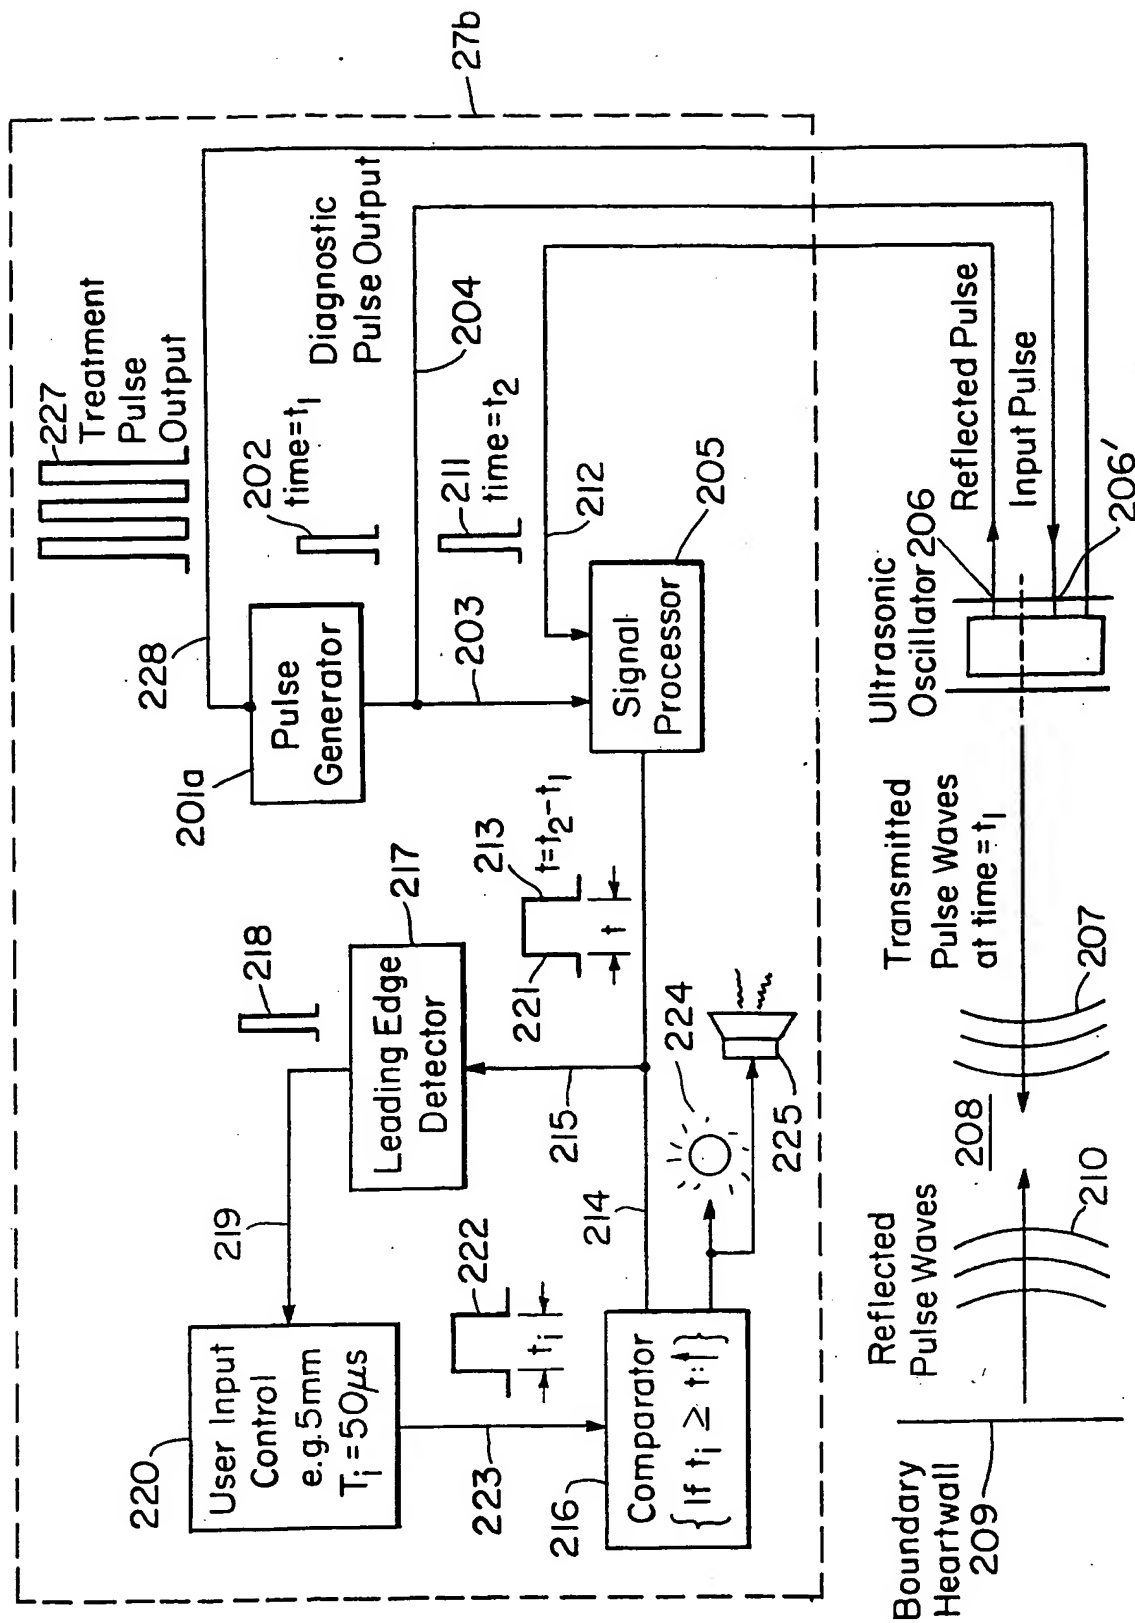 27b
227
Treatment
Pulse
Output
228
202
time=t1
Diagnostic
Pulse Output
204
201a
Pulse
Generator
203
211
time=t2
212
205
Signal
Processor
218
217
Leading Edge
Detector
213
t=t2-t1
221
t
215
219
214
224
225
222
ti
220
User Input
Control
e.g. 5mm
Ti = 50μs
223
216
Comparator
{If ti ≥ t:↑}
Ultrasonic
Oscillator 206
Reflected Pulse
Input Pulse
206'
Transmitted
Pulse Waves
at time = t1
207
208
Reflected
Pulse Waves
210
Boundary
Heartwall
209